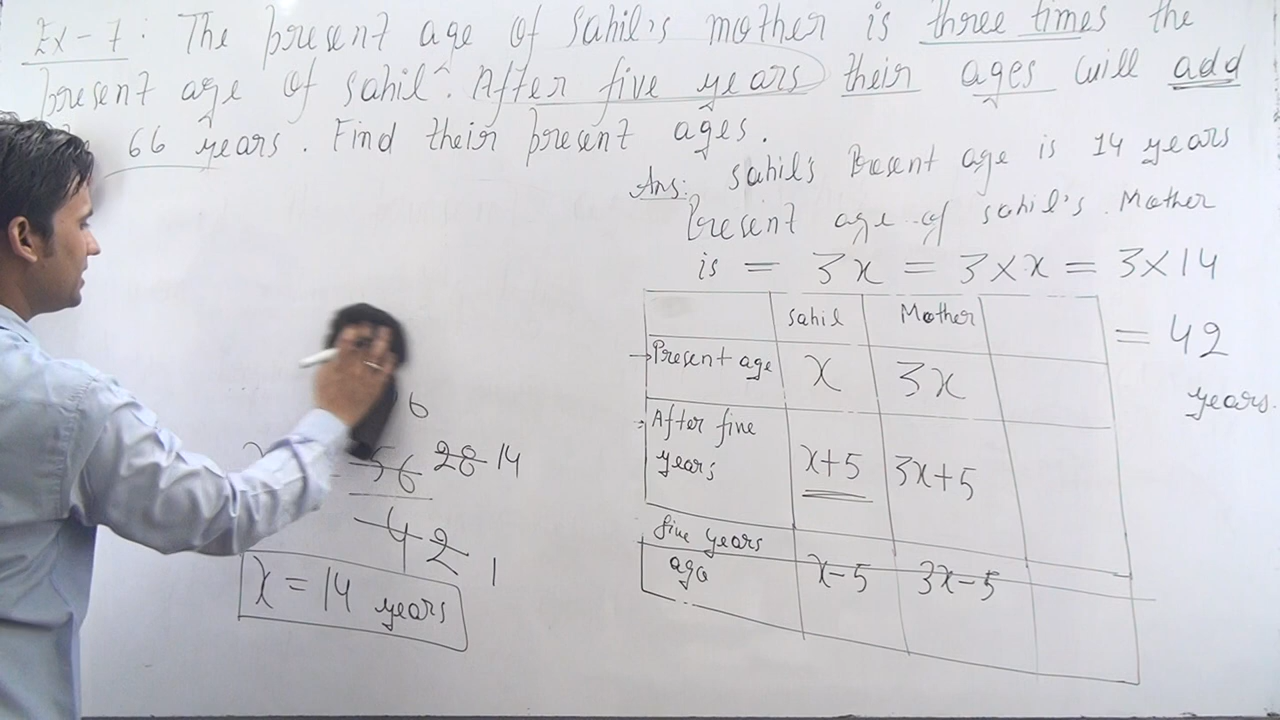 Ex-7: The present age of Sahil's mother is three times the
present age of Sahil. After five years their ages will add
66 years. Find their present ages.
Ans: Sahil's Present age is 14 years
Present age of Sahil's Mother
is = 3x = 3×x = 3×14
= 42
years.
Sahil Mother
Present age x 3x
After five
years x+5 3x+5
five years
ago x-5 3x-5
6
56 28 14
4 2 1
x = 14 years